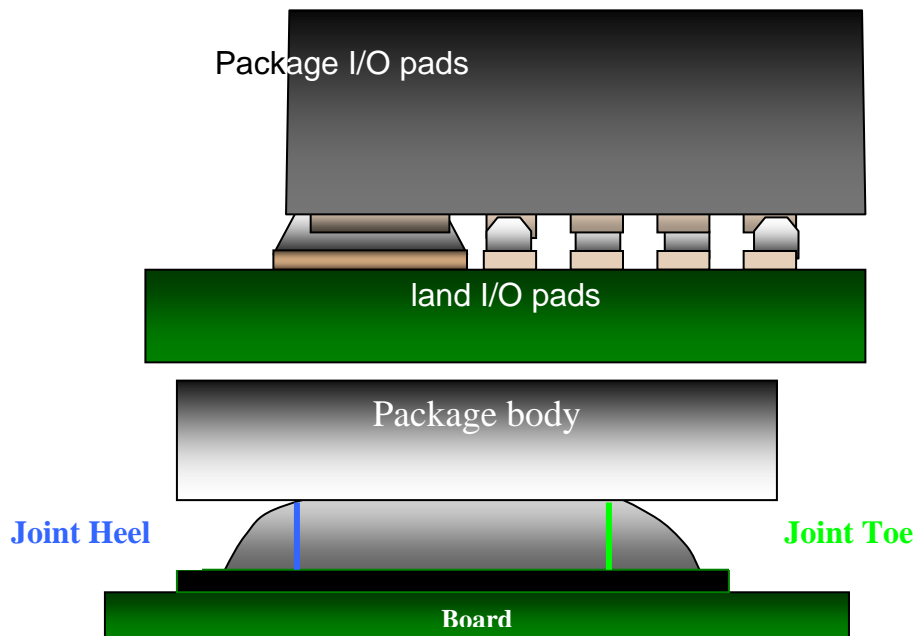 Package I/O pads
land I/O pads
Package body
Joint Heel
Joint Toe
Board